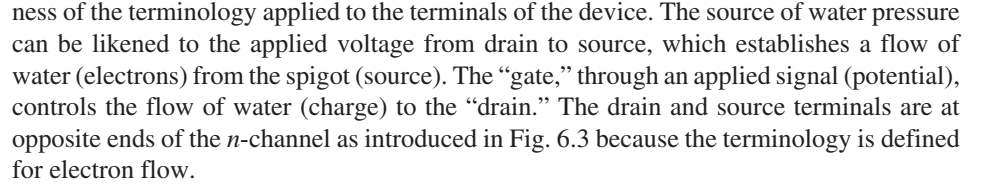 ness of the terminology applied to the terminals of the device. The source of water pressure
can be likened to the applied voltage from drain to source, which establishes a flow of
water (electrons) from the spigot (source). The “gate,” through an applied signal (potential),
controls the flow of water (charge) to the “drain.” The drain and source terminals are at
opposite ends of the n-channel as introduced in Fig. 6.3 because the terminology is defined
for electron flow.